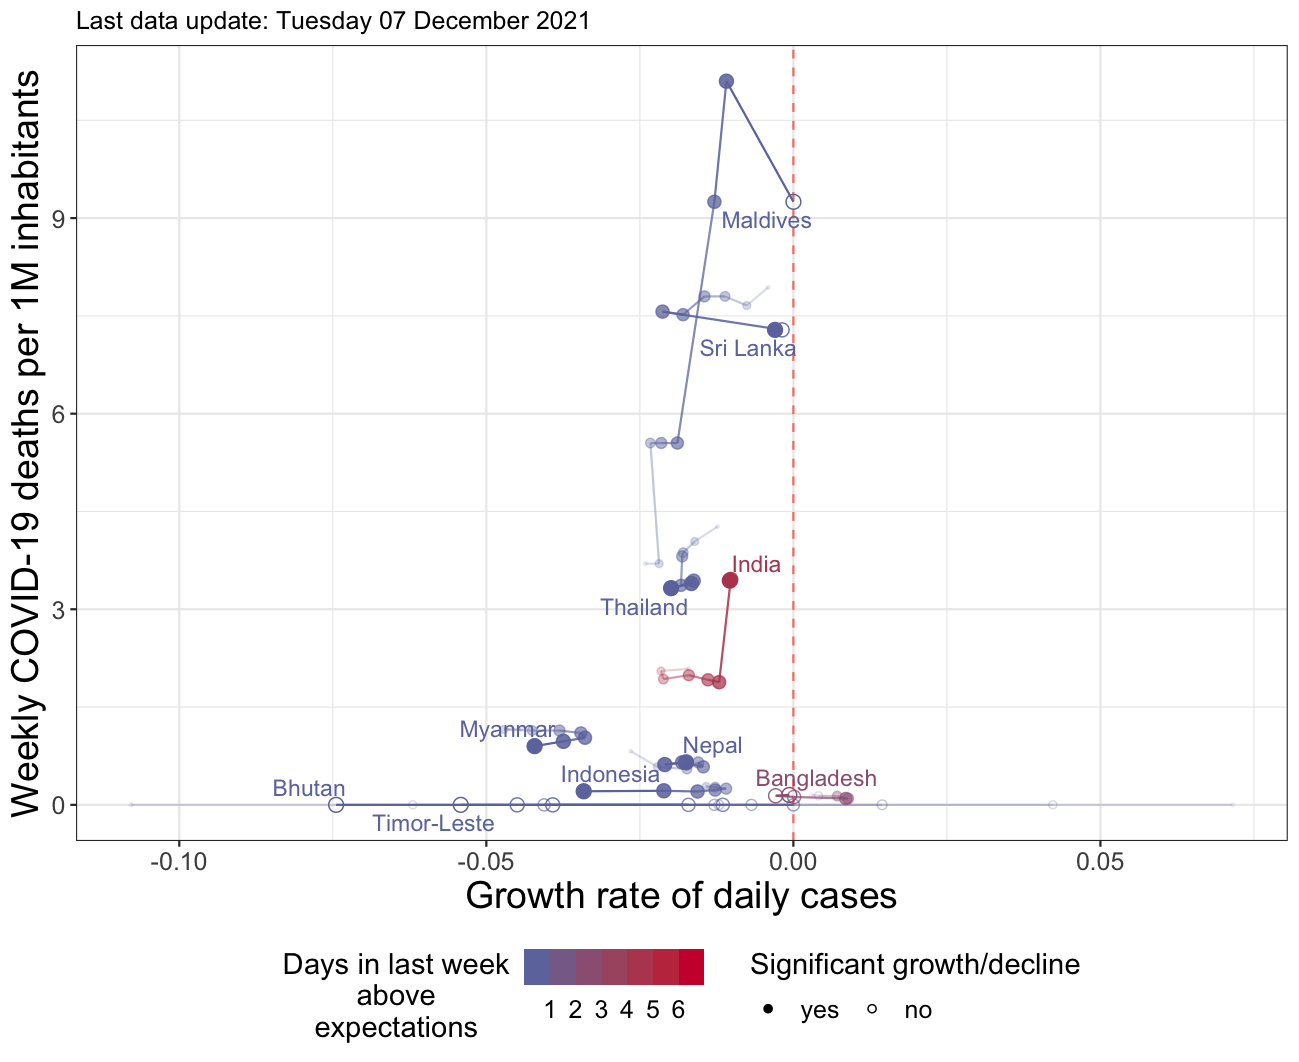 Last data update: Tuesday 07 December 2021
Weekly COVID-19 deaths per 1M inhabitants
9
6
3
0
Maldives
Sri Lanka
India
Thailand
Myanmar
Nepal
Indonesia
Bangladesh
Bhutan
Timor-Leste
-0.10
-0.05
0.00
0.05
Growth rate of daily cases
Days in last week
above
expectations
1 2 3 4 5 6
Significant growth/decline
yes
no